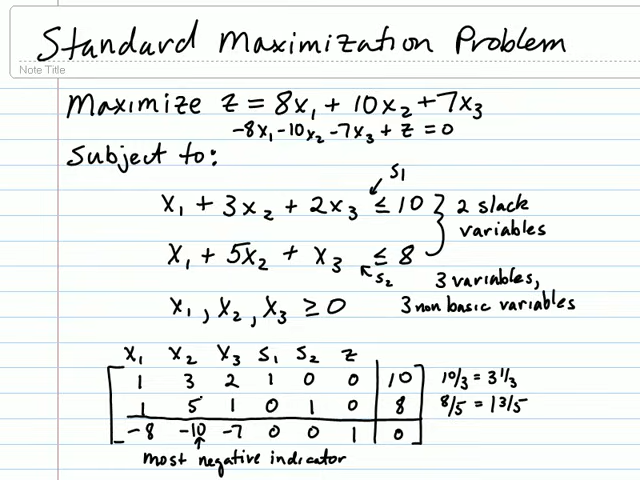 Standard Maximization Problem
Note Title
Maximize z = 8x₁ + 10x₂ + 7x₃
-8x₁ - 10x₂ - 7x₃ + z = 0
Subject to:
s₁
x₁ + 3x₂ + 2x₃ ≤ 10 } 2 slack
variables
x₁ + 5x₂ + x₃ ≤ 8
s₂
3 variables,
x₁, x₂, x₃ ≥ 0 3 non basic variables
x₁ x₂ x₃ s₁ s₂ z
1 3 2 1 0 0 | 10 10/3 = 3 1/3
1 5 1 0 1 0 | 8 8/5 = 1 3/5
-8 -10 -7 0 0 1 | 0
most negative indicator